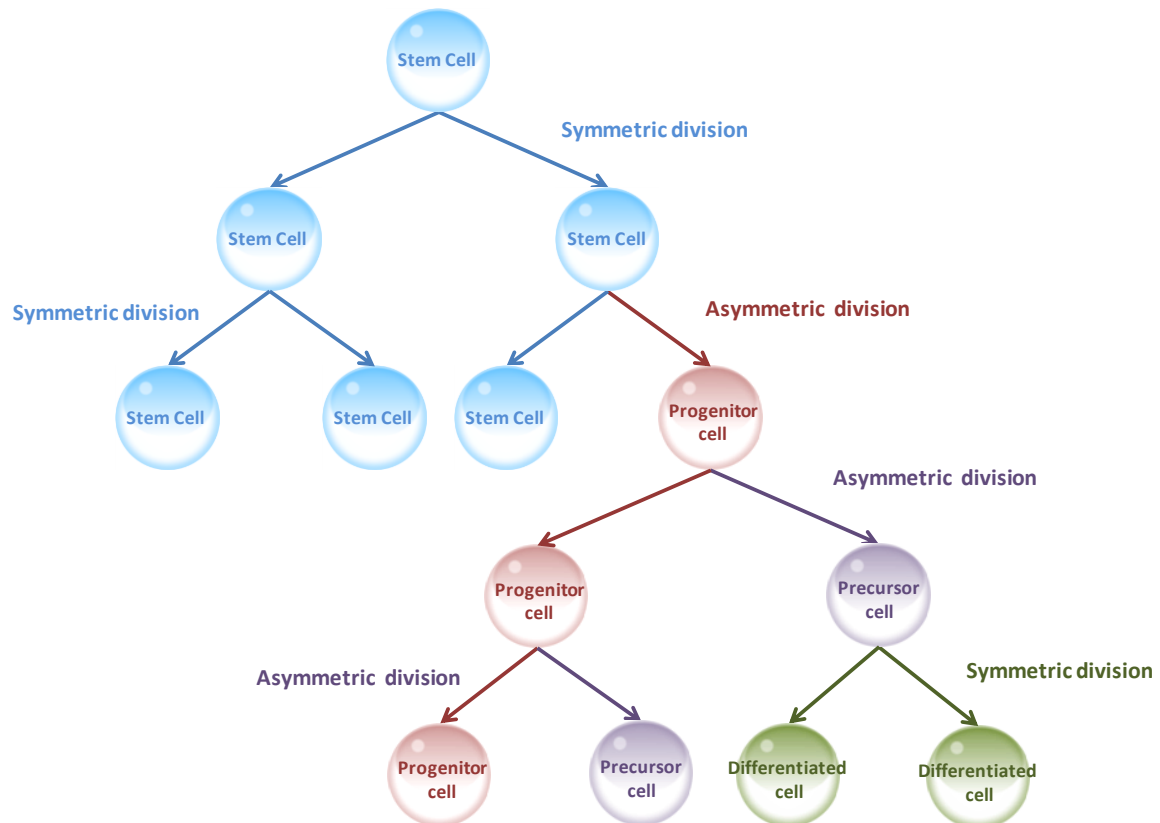 Stem Cell
Symmetric division
Stem Cell
Stem Cell
Symmetric division
Asymmetric division
Stem Cell
Stem Cell
Stem Cell
Progenitor
cell
Asymmetric division
Progenitor
cell
Precursor
cell
Asymmetric division
Symmetric division
Progenitor
cell
Precursor
cell
Differentiated
cell
Differentiated
cell